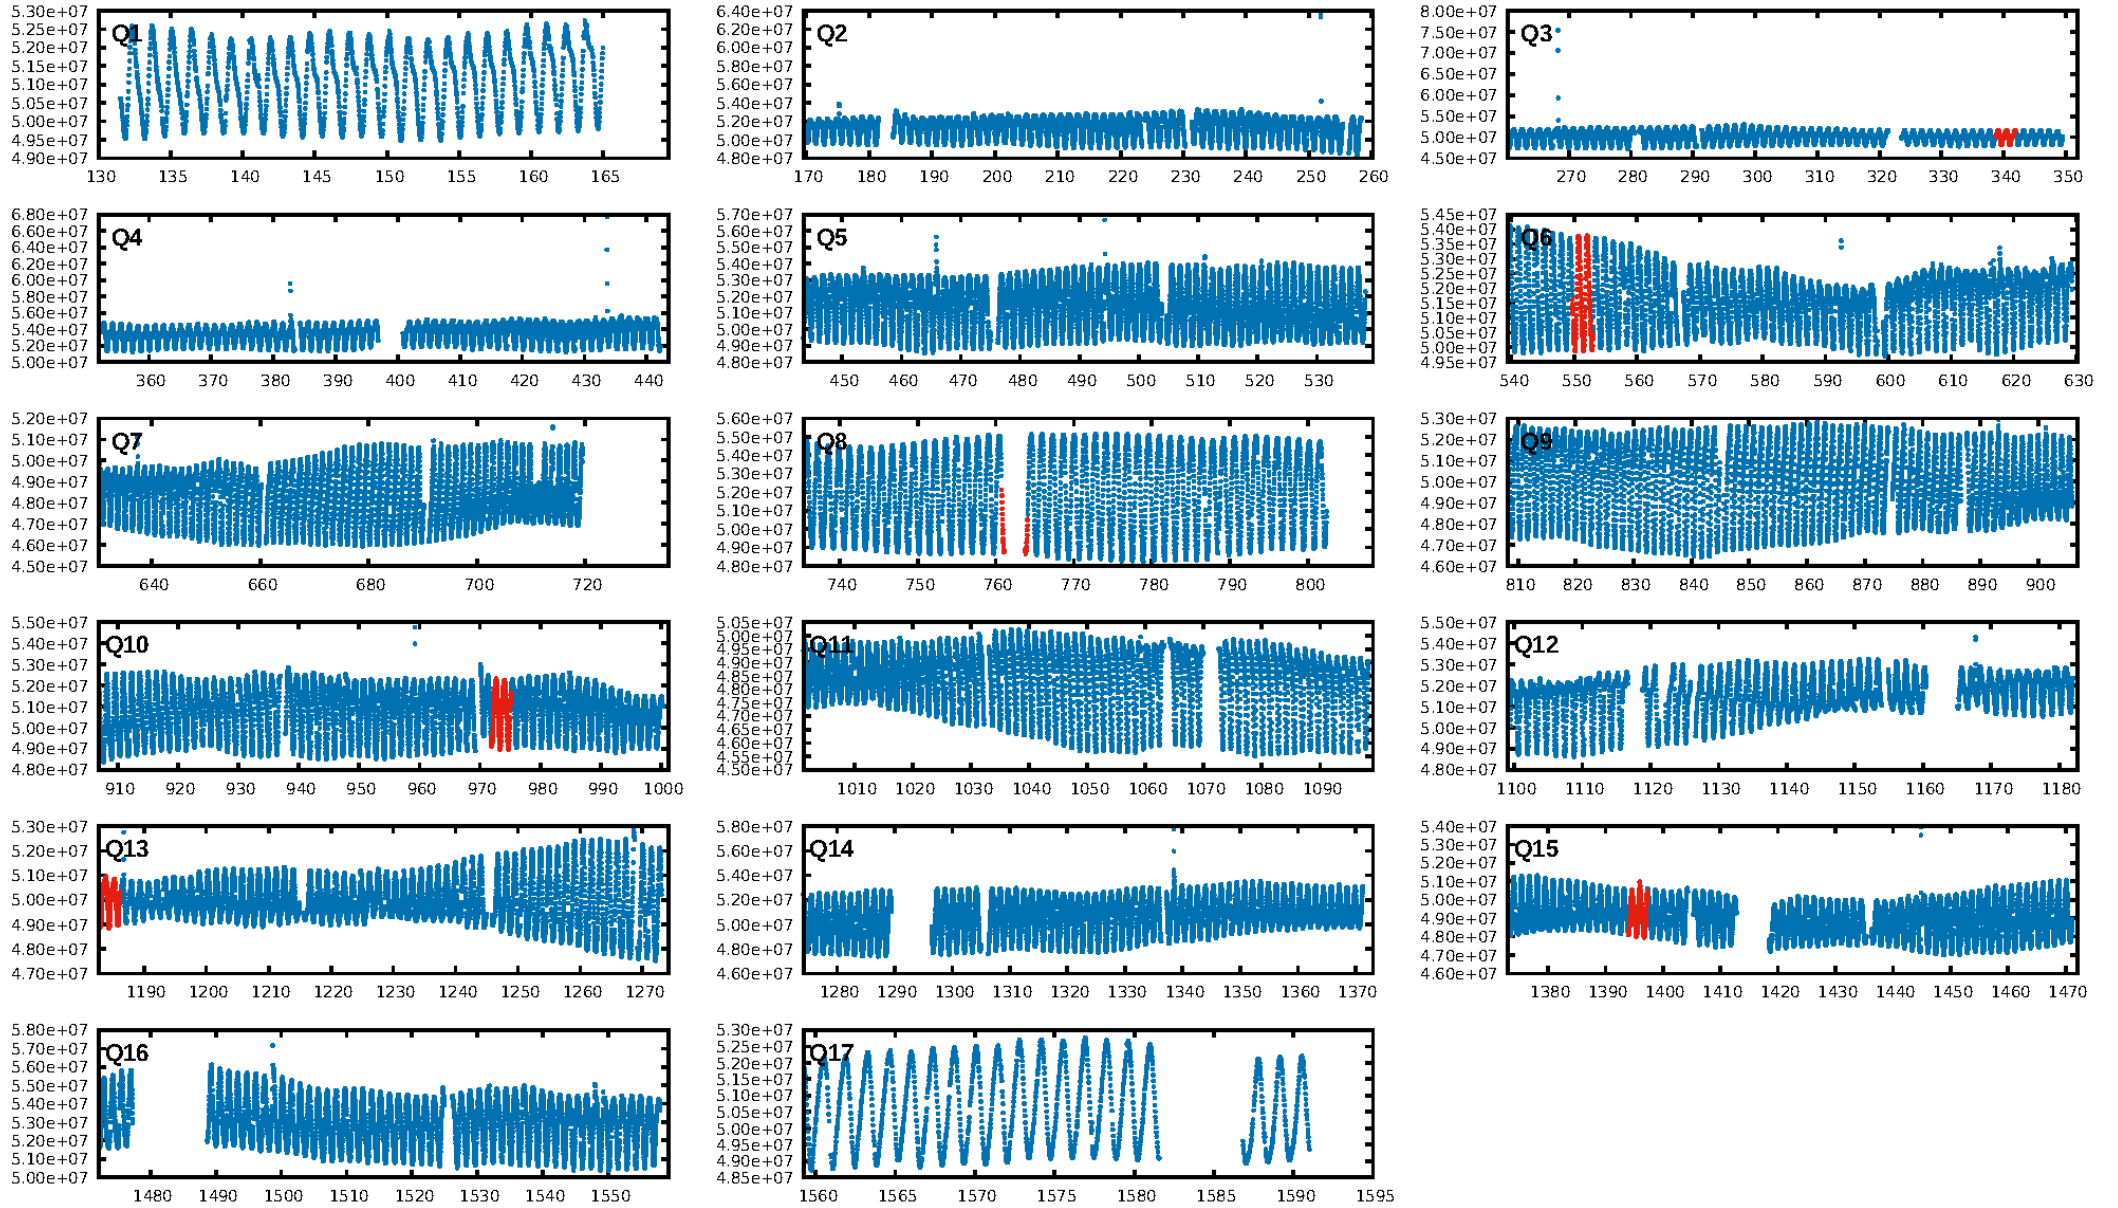 5.30e+07 5.25e+07 5.20e+07 5.15e+07 5.10e+07 5.05e+07 5.00e+07 4.95e+07 4.90e+07
Q1
130 135 140 145 150 155 160 165
6.40e+07 6.20e+07 6.00e+07 5.80e+07 5.60e+07 5.40e+07 5.20e+07 5.00e+07 4.80e+07
Q2
170 180 190 200 210 220 230 240 250 260
8.00e+07 7.50e+07 7.00e+07 6.50e+07 6.00e+07 5.50e+07 5.00e+07 4.50e+07
Q3
270 280 290 300 310 320 330 340 350
6.80e+07 6.60e+07 6.40e+07 6.20e+07 6.00e+07 5.80e+07 5.60e+07 5.40e+07 5.20e+07 5.00e+07
Q4
360 370 380 390 400 410 420 430 440
5.70e+07 5.60e+07 5.50e+07 5.40e+07 5.30e+07 5.20e+07 5.10e+07 5.00e+07 4.90e+07 4.80e+07
Q5
450 460 470 480 490 500 510 520 530
5.45e+07 5.40e+07 5.35e+07 5.30e+07 5.25e+07 5.20e+07 5.15e+07 5.10e+07 5.05e+07 5.00e+07 4.95e+07
Q6
540 550 560 570 580 590 600 610 620 630
5.20e+07 5.10e+07 5.00e+07 4.90e+07 4.80e+07 4.70e+07 4.60e+07 4.50e+07
Q7
640 660 680 700 720
5.60e+07 5.50e+07 5.40e+07 5.30e+07 5.20e+07 5.10e+07 5.00e+07 4.90e+07 4.80e+07
Q8
740 750 760 770 780 790 800
5.30e+07 5.20e+07 5.10e+07 5.00e+07 4.90e+07 4.80e+07 4.70e+07 4.60e+07
Q9
810 820 830 840 850 860 870 880 890 900
5.50e+07 5.40e+07 5.30e+07 5.20e+07 5.10e+07 5.00e+07 4.90e+07 4.80e+07
Q10
910 920 930 940 950 960 970 980 990 1000
5.05e+07 5.00e+07 4.95e+07 4.90e+07 4.85e+07 4.80e+07 4.75e+07 4.70e+07 4.65e+07 4.60e+07 4.55e+07 4.50e+07
Q11
1010 1020 1030 1040 1050 1060 1070 1080 1090
5.50e+07 5.40e+07 5.30e+07 5.20e+07 5.10e+07 5.00e+07 4.90e+07 4.80e+07
Q12
1100 1110 1120 1130 1140 1150 1160 1170 1180
5.30e+07 5.20e+07 5.10e+07 5.00e+07 4.90e+07 4.80e+07 4.70e+07
Q13
1190 1200 1210 1220 1230 1240 1250 1260 1270
5.80e+07 5.60e+07 5.40e+07 5.20e+07 5.00e+07 4.80e+07 4.60e+07
Q14
1280 1290 1300 1310 1320 1330 1340 1350 1360 1370
5.40e+07 5.30e+07 5.20e+07 5.10e+07 5.00e+07 4.90e+07 4.80e+07 4.70e+07 4.60e+07
Q15
1380 1390 1400 1410 1420 1430 1440 1450 1460 1470
5.80e+07 5.70e+07 5.60e+07 5.50e+07 5.40e+07 5.30e+07 5.20e+07 5.10e+07 5.00e+07
Q16
1480 1490 1500 1510 1520 1530 1540 1550
5.30e+07 5.25e+07 5.20e+07 5.15e+07 5.10e+07 5.05e+07 5.00e+07 4.95e+07 4.90e+07 4.85e+07
Q17
1560 1565 1570 1575 1580 1585 1590 1595